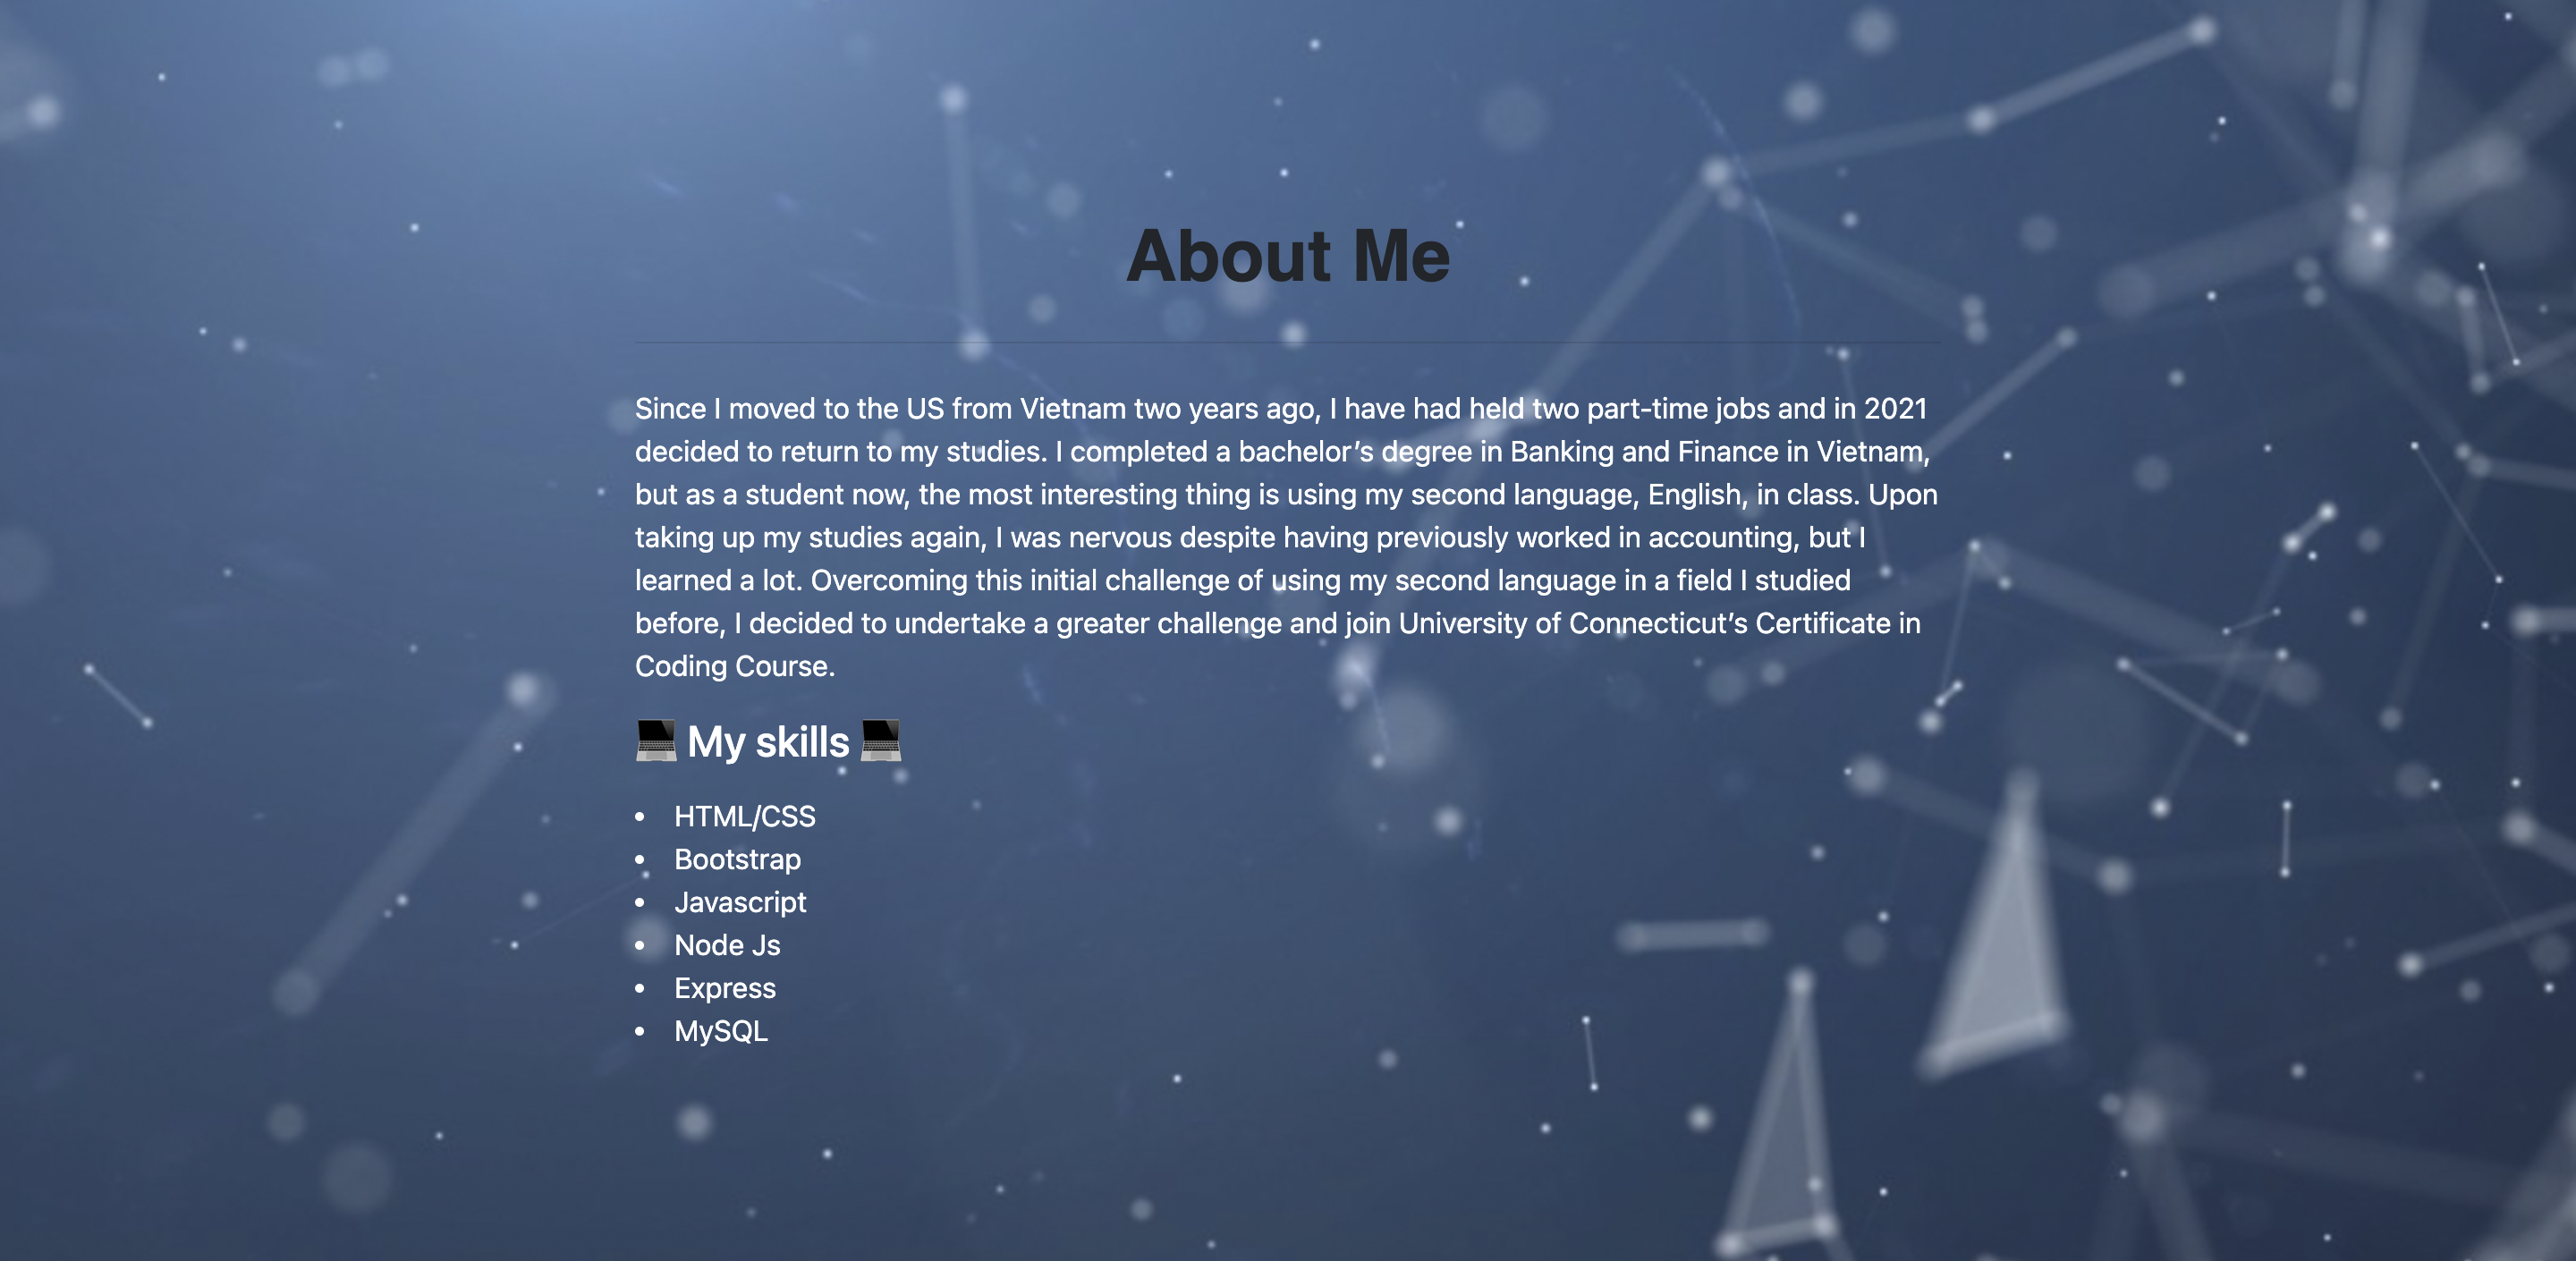 About Me
Since I moved to the US from Vietnam two years ago, I have had held two part-time jobs and in 2021
decided to return to my studies. I completed a bachelor’s degree in Banking and Finance in Vietnam,
but as a student now, the most interesting thing is using my second language, English, in class. Upon
taking up my studies again, I was nervous despite having previously worked in accounting, but I
learned a lot. Overcoming this initial challenge of using my second language in a field I studied
before, I decided to undertake a greater challenge and join University of Connecticut’s Certificate in
Coding Course.
💻 My skills 💻
• HTML/CSS
• Bootstrap
• Javascript
• Node Js
• Express
• MySQL